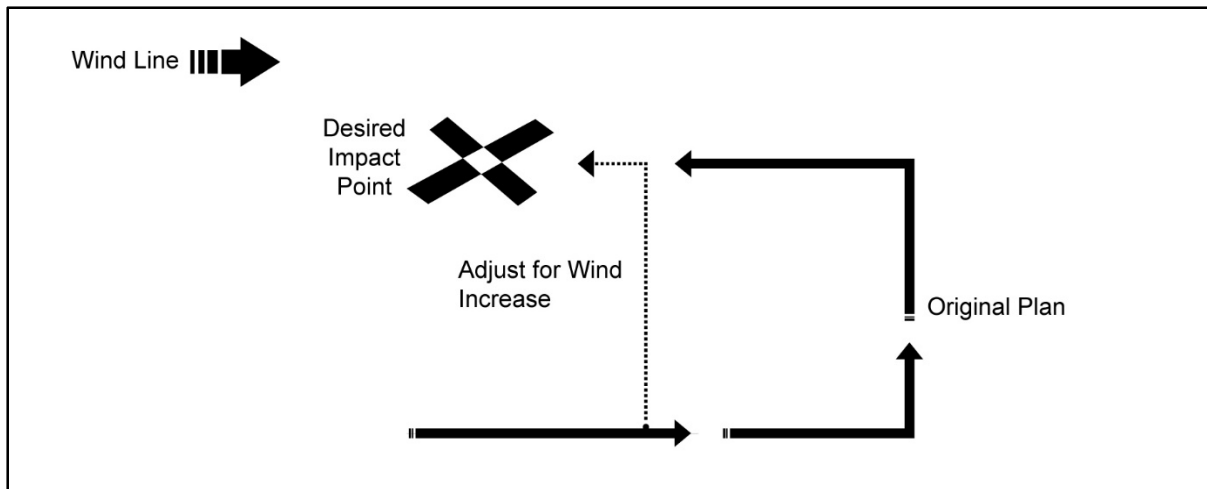 Wind Line
Desired
Impact
Point
Adjust for Wind
Increase
Original Plan